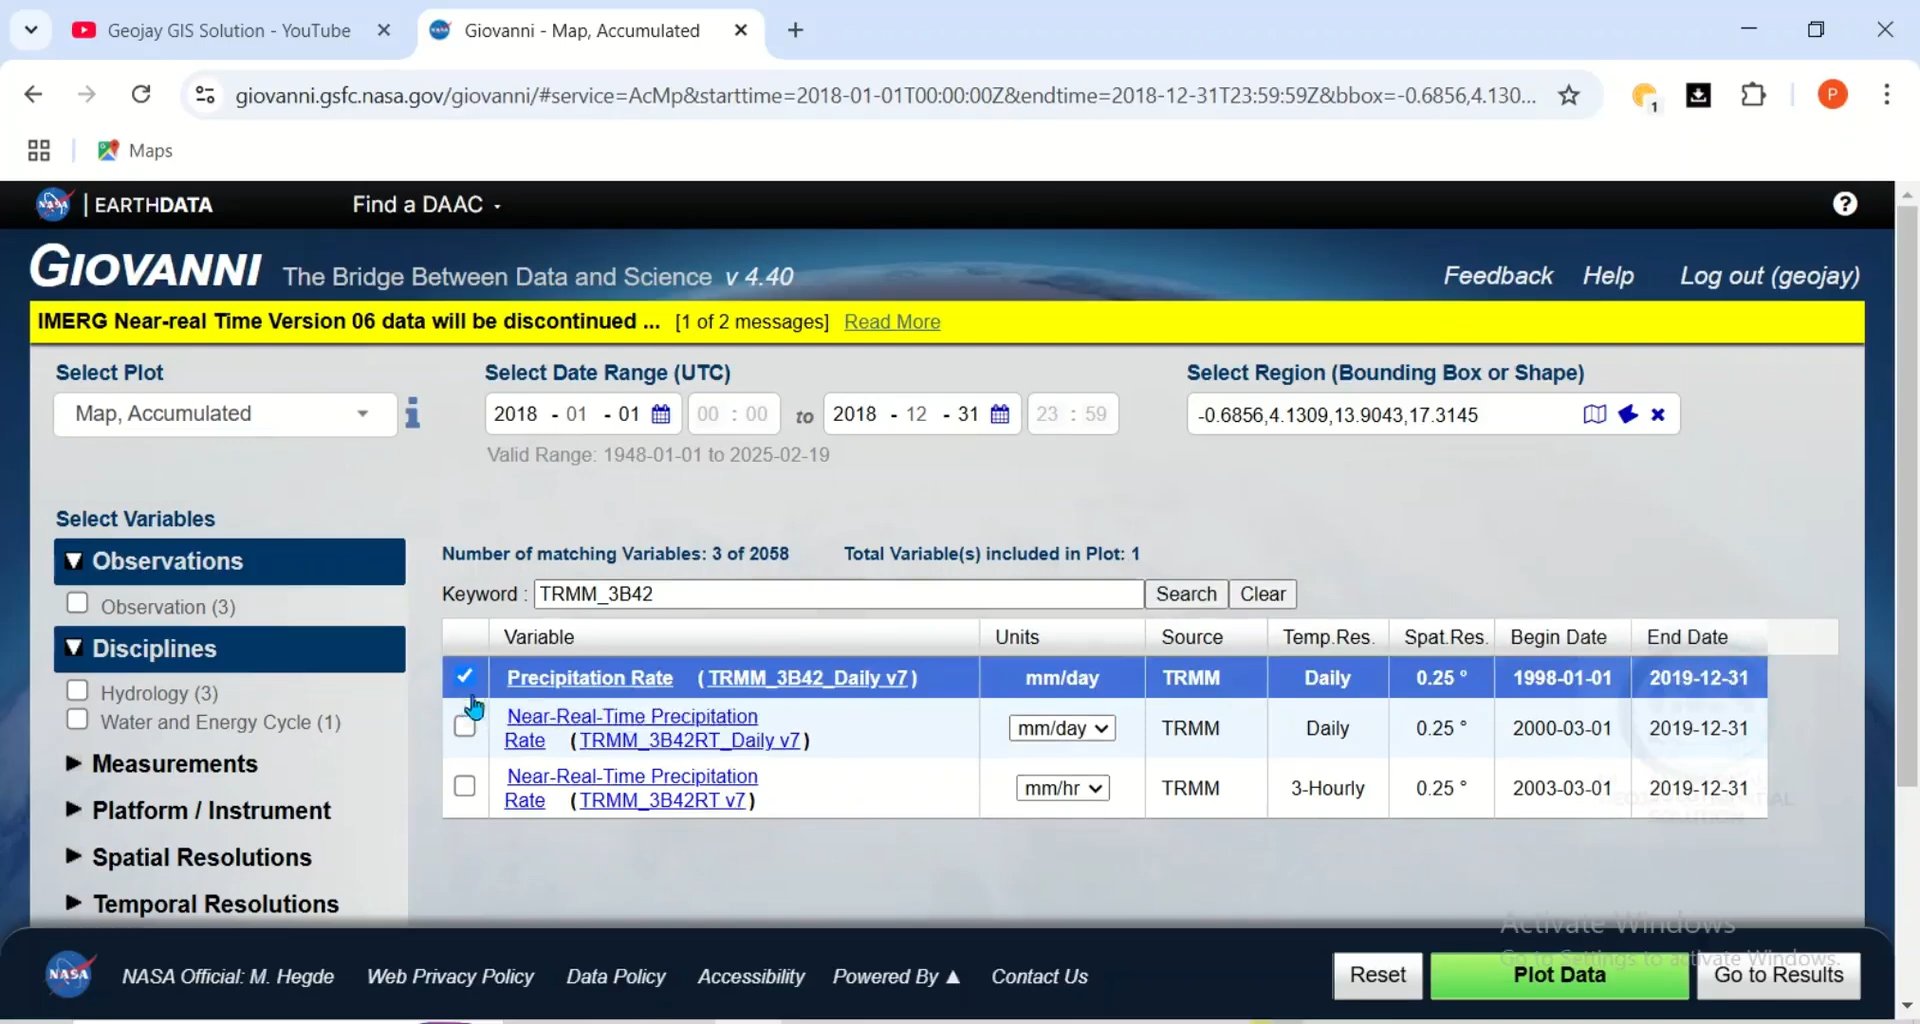 Geojay GIS Solution - YouTube
Giovanni - Map, Accumulated
giovanni.gsfc.nasa.gov/giovanni/#service=AcMp&starttime=2018-01-01T00:00:00Z&endtime=2018-12-31T23:59:59Z&bbox=-0.6856,4.130...
1
P
Maps
NASA | EARTHDATA
Find a DAAC
?
GIOVANNI The Bridge Between Data and Science v 4.40
Feedback Help Log out (geojay)
IMERG Near-real Time Version 06 data will be discontinued ... [1 of 2 messages] Read More
Select Plot
Select Date Range (UTC)
Select Region (Bounding Box or Shape)
Map, Accumulated
i
2018 - 01 - 01 00 : 00 to 2018 - 12 - 31 23 : 59
-0.6856,4.1309,13.9043,17.3145
Valid Range: 1948-01-01 to 2025-02-19
Select Variables
Observations
Observation (3)
Disciplines
Hydrology (3)
Water and Energy Cycle (1)
Measurements
Platform / Instrument
Spatial Resolutions
Temporal Resolutions
Number of matching Variables: 3 of 2058 Total Variable(s) included in Plot: 1
Keyword : TRMM_3B42 Search Clear
Variable Units Source Temp.Res. Spat.Res. Begin Date End Date
Precipitation Rate (TRMM_3B42_Daily v7) mm/day TRMM Daily 0.25 ° 1998-01-01 2019-12-31
Near-Real-Time Precipitation
Rate (TRMM_3B42RT_Daily v7) mm/day TRMM Daily 0.25 ° 2000-03-01 2019-12-31
Near-Real-Time Precipitation
Rate (TRMM_3B42RT v7) mm/hr TRMM 3-Hourly 0.25 ° 2003-03-01 2019-12-31
Activate Windows
Go to Settings to activate Windows.
NASA NASA Official: M. Hegde Web Privacy Policy Data Policy Accessibility Powered By ▲ Contact Us
Reset Plot Data Go to Results